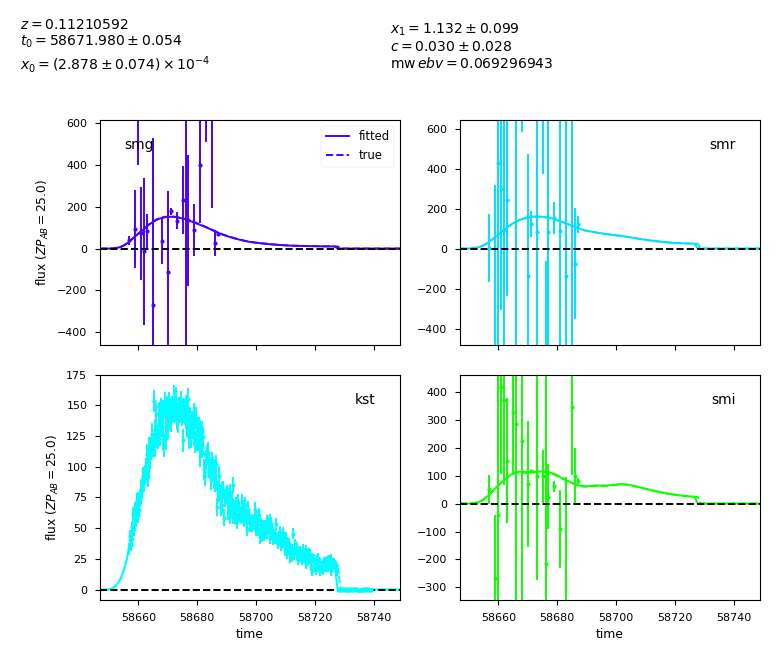 z = 0.11210592
t₀ = 58671.980 ± 0.054
x₀ = (2.878 ± 0.074) × 10⁻⁴
x₁ = 1.132 ± 0.099
c = 0.030 ± 0.028
mwebv = 0.069296943
600
400
200
0
−200
−400
flux (ZP_AB = 25.0)
smg
fitted
true
600
400
200
0
−200
−400
smr
175
150
125
100
75
50
25
0
flux (ZP_AB = 25.0)
kst
58660 58680 58700 58720 58740
time
400
300
200
100
0
−100
−200
−300
smi
58660 58680 58700 58720 58740
time